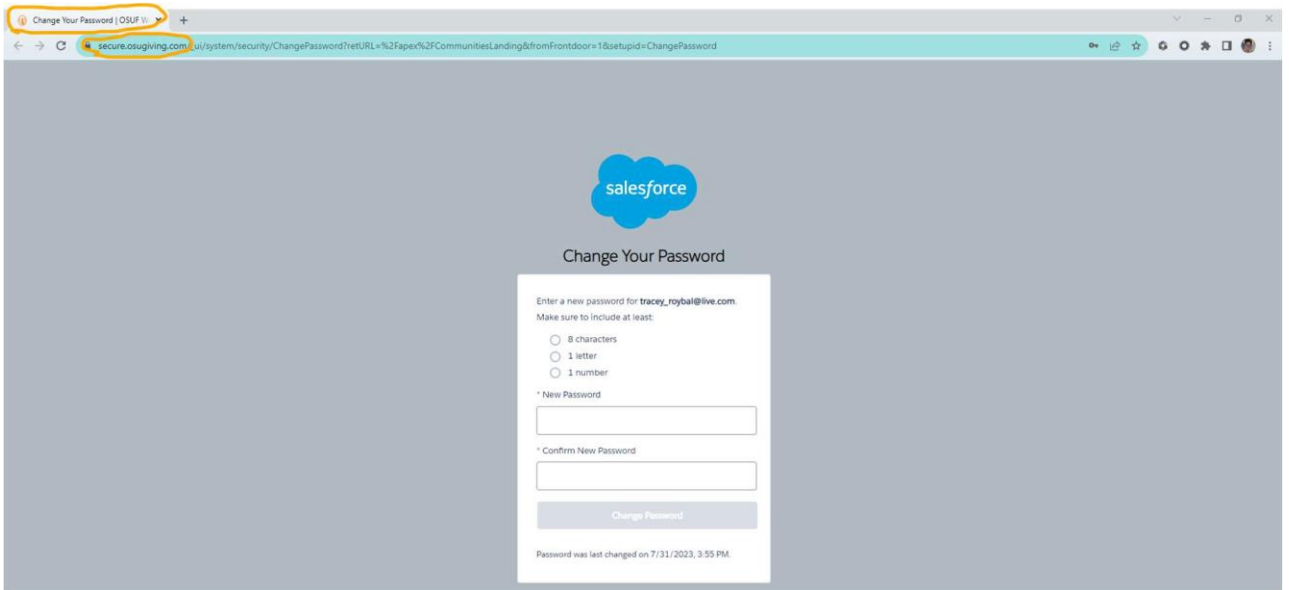 Change Your Password | OSUF W
secure.osugiving.com/_ui/system/security/ChangePassword?retURL=%2Fapex%2FCommunitiesLanding&fromFrontdoor=1&setupid=ChangePassword
salesforce
Change Your Password
Enter a new password for tracey_roybal@live.com.
Make sure to include at least:
8 characters
1 letter
1 number
* New Password
* Confirm New Password
Change Password
Password was last changed on 7/31/2023, 3:55 PM.